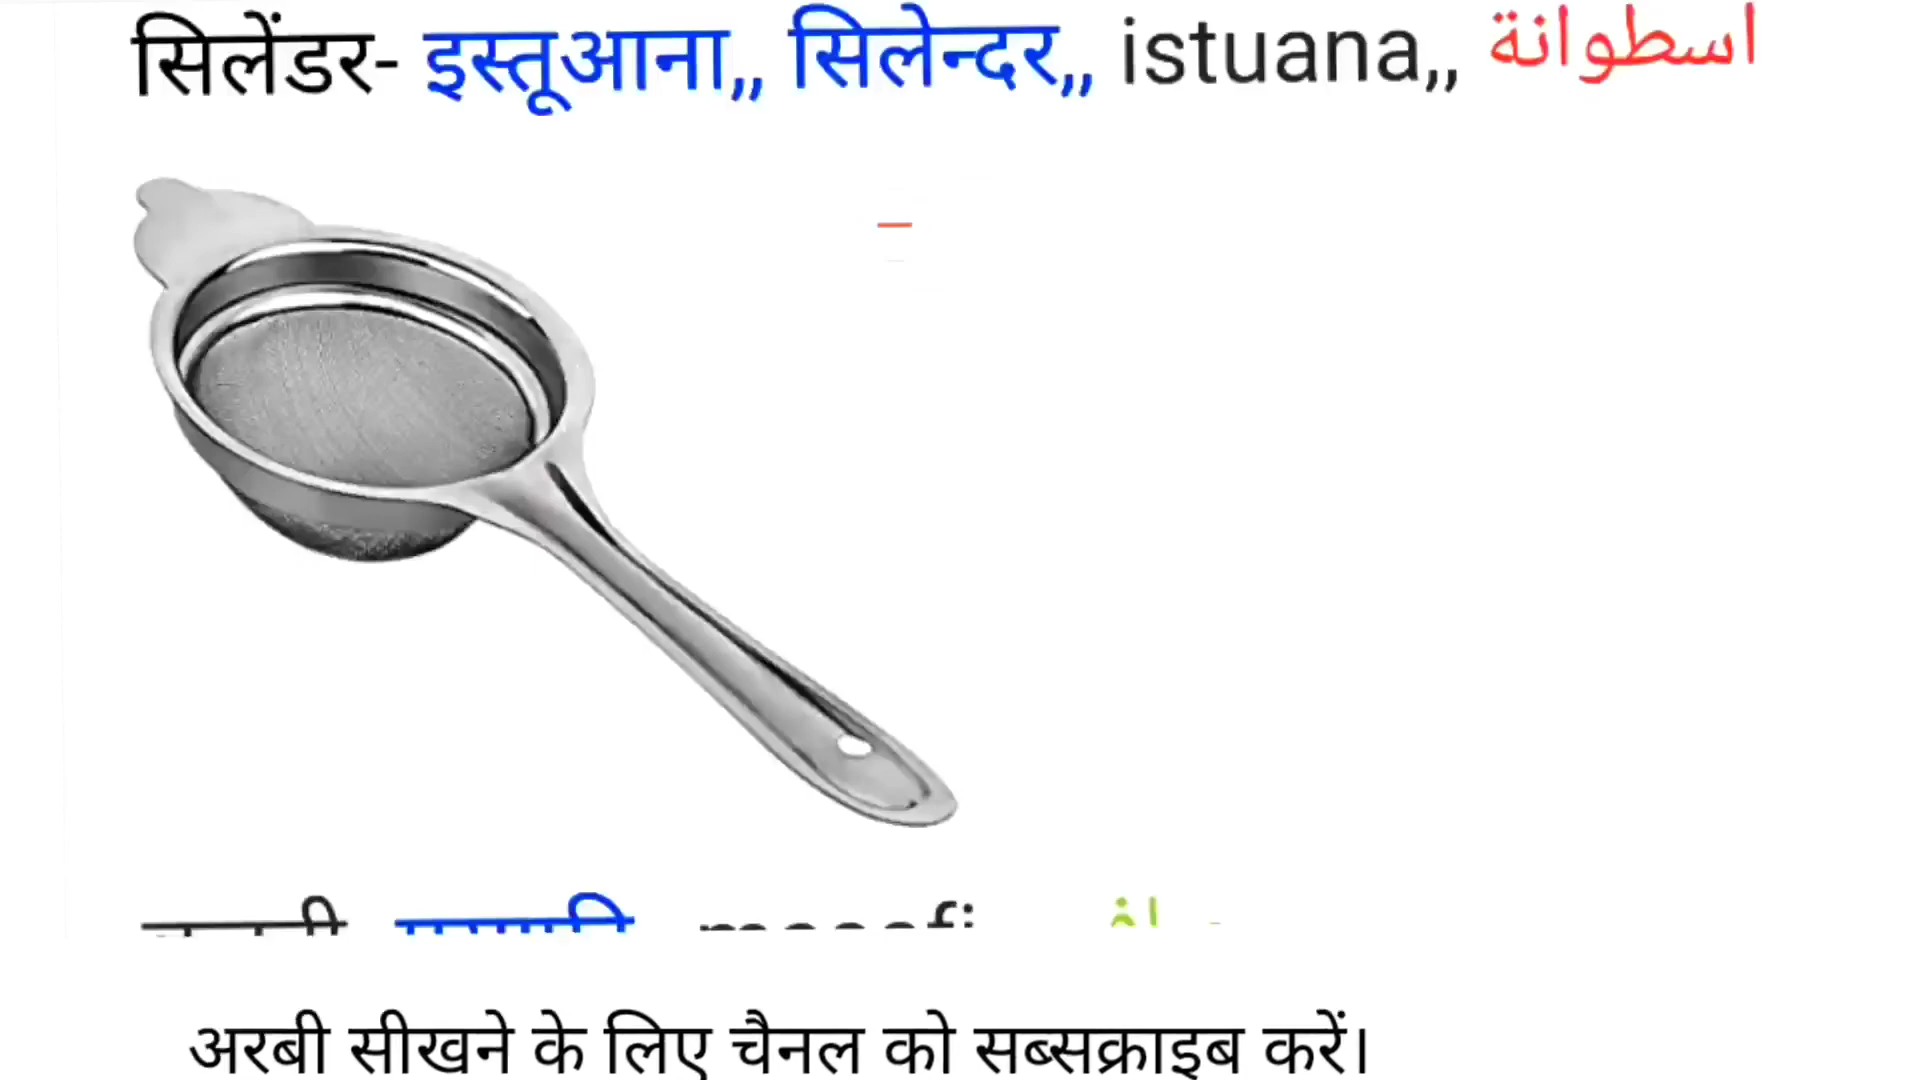 सिलेंडर- इस्तूआना,, सिलेन्दर,, istuana,, اسطوانة
अरबी सीखने के लिए चैनल को सब्सक्राइब करें।